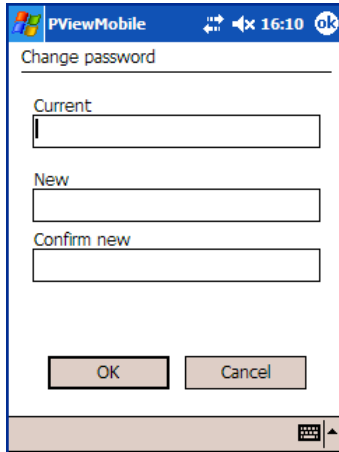 PViewMobile 16:10 ok
Change password
Current
New
Confirm new
OK Cancel